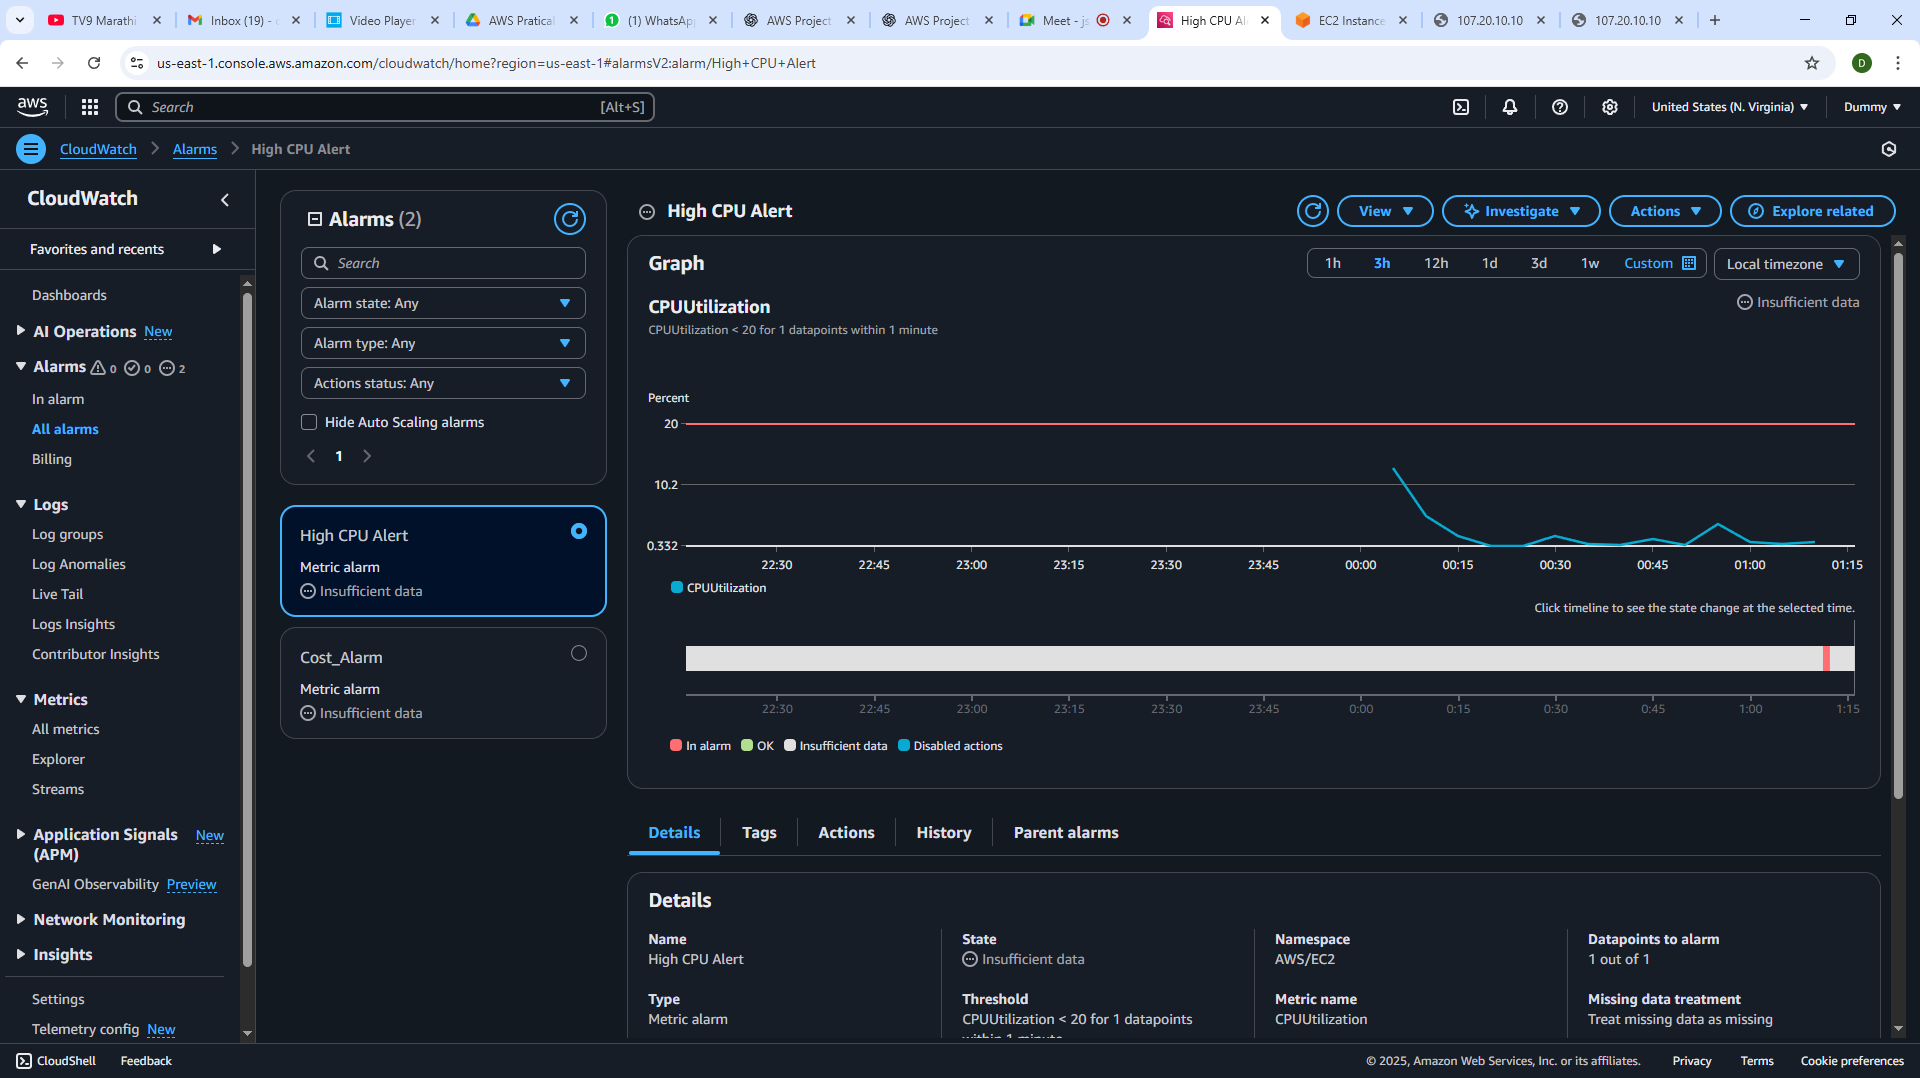 TV9 Marathi
Inbox (19) - c
Video Player
AWS Pratical
(1) WhatsApp
AWS Project
AWS Project
Meet - js
High CPU Al
EC2 Instance
107.20.10.10
107.20.10.10
us-east-1.console.aws.amazon.com/cloudwatch/home?region=us-east-1#alarmsV2:alarm/High+CPU+Alert
D
aws
Search
[Alt+S]
United States (N. Virginia)
Dummy
CloudWatch
Alarms
High CPU Alert
CloudWatch
Favorites and recents
Dashboards
AI Operations New
Alarms 0 0 2
In alarm
All alarms
Billing
Logs
Log groups
Log Anomalies
Live Tail
Logs Insights
Contributor Insights
Metrics
All metrics
Explorer
Streams
Application Signals (APM) New
GenAI Observability Preview
Network Monitoring
Insights
Settings
Telemetry config New
Alarms (2)
Search
Alarm state: Any
Alarm type: Any
Actions status: Any
Hide Auto Scaling alarms
1
High CPU Alert
Metric alarm
Insufficient data
Cost_Alarm
Metric alarm
Insufficient data
High CPU Alert
View
Investigate
Actions
Explore related
Graph
1h 3h 12h 1d 3d 1w Custom
Local timezone
CPUUtilization
Insufficient data
CPUUtilization < 20 for 1 datapoints within 1 minute
Percent
20
10.2
0.332
22:30 22:45 23:00 23:15 23:30 23:45 00:00 00:15 00:30 00:45 01:00 01:15
CPUUtilization
Click timeline to see the state change at the selected time.
22:30 22:45 23:00 23:15 23:30 23:45 0:00 0:15 0:30 0:45 1:00 1:15
In alarm OK Insufficient data Disabled actions
Details Tags Actions History Parent alarms
Details
Name
High CPU Alert
Type
Metric alarm
State
Insufficient data
Threshold
CPUUtilization < 20 for 1 datapoints
within 1 minute
Namespace
AWS/EC2
Metric name
CPUUtilization
Datapoints to alarm
1 out of 1
Missing data treatment
Treat missing data as missing
CloudShell
Feedback
© 2025, Amazon Web Services, Inc. or its affiliates.
Privacy
Terms
Cookie preferences